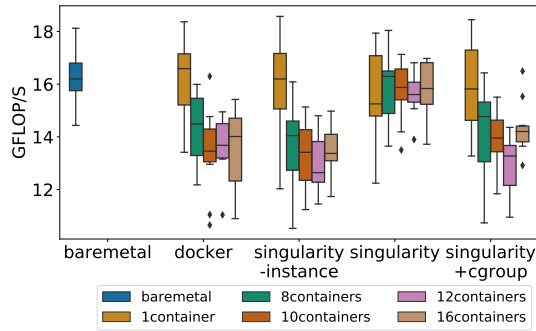 18
16
14
12
GFLOP/S
baremetal docker singularity singularity singularity
-instance +cgroup
baremetal 8containers 12containers
1container 10containers 16containers